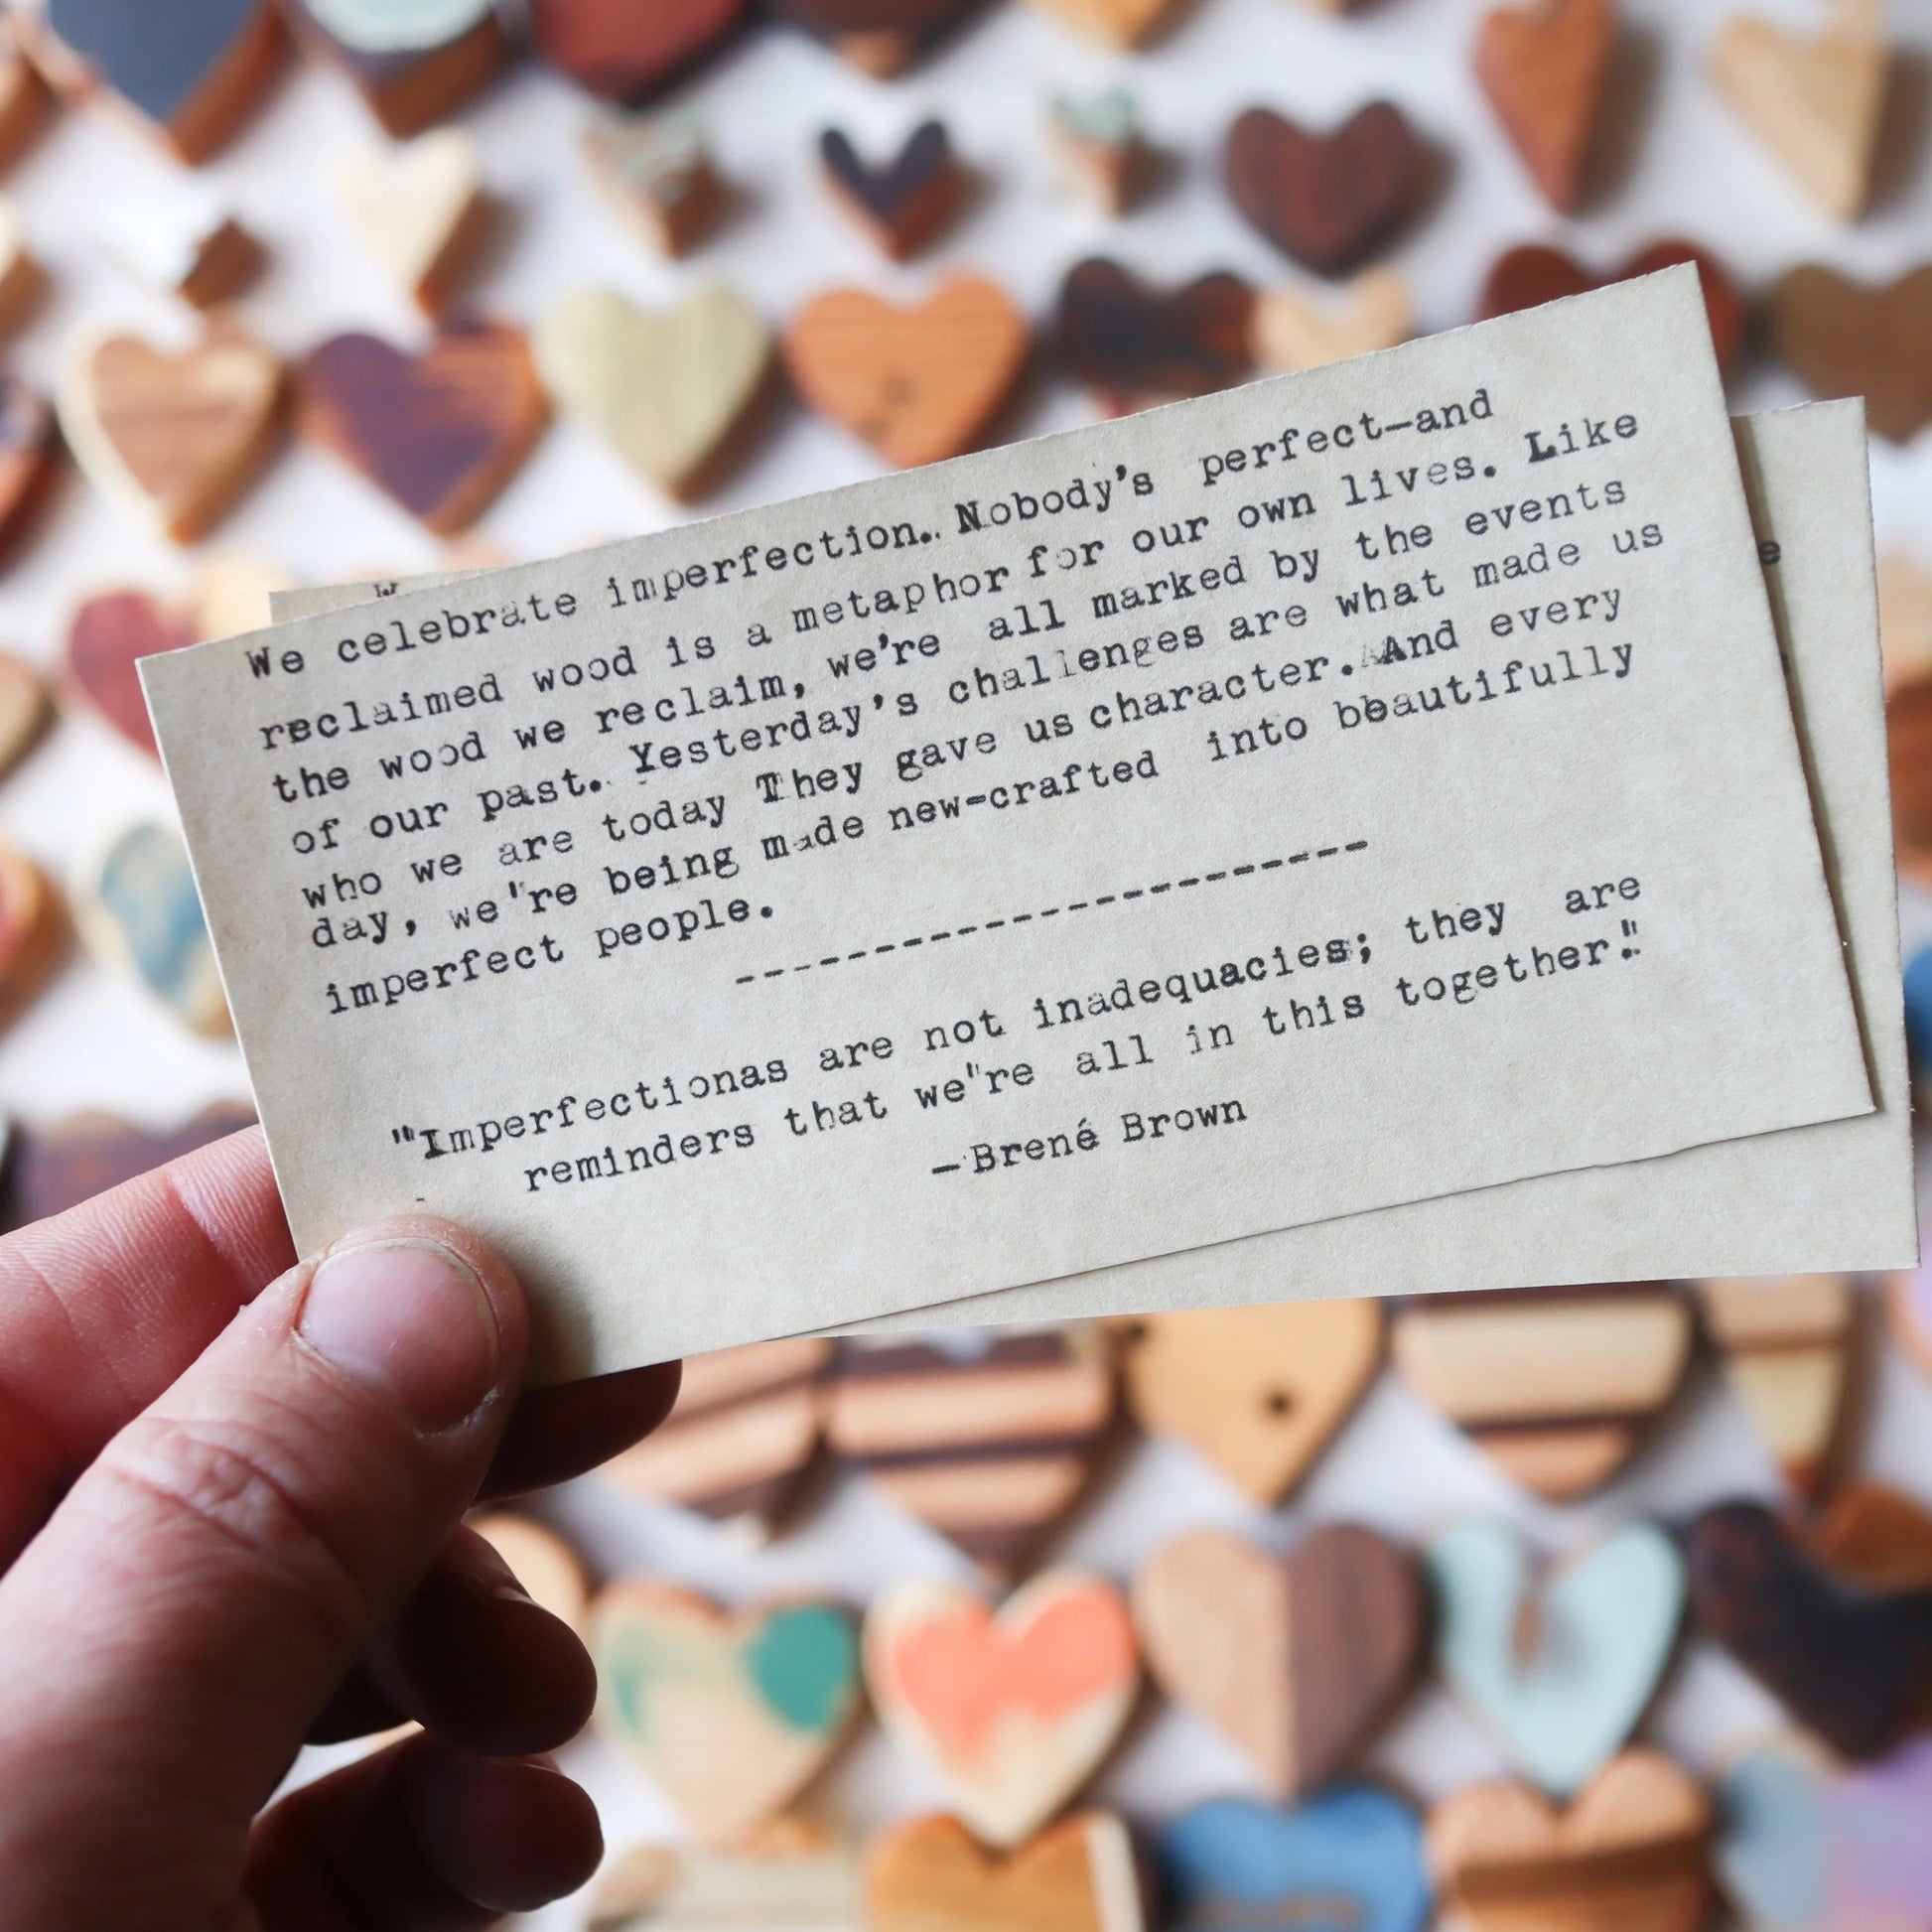 We celebrate imperfection. Nobody's perfect—and
reclaimed wood is a metaphor for our own lives. Like
the wood we reclaim, we're all marked by the events
of our past. Yesterday's challenges are what made us
who we are today They gave us character. And every
day, we're being made new-crafted into beautifully
imperfect people.
-----------------------
"Imperfectionas are not inadequacies; they are
reminders that we"re all in this together."
—Brené Brown